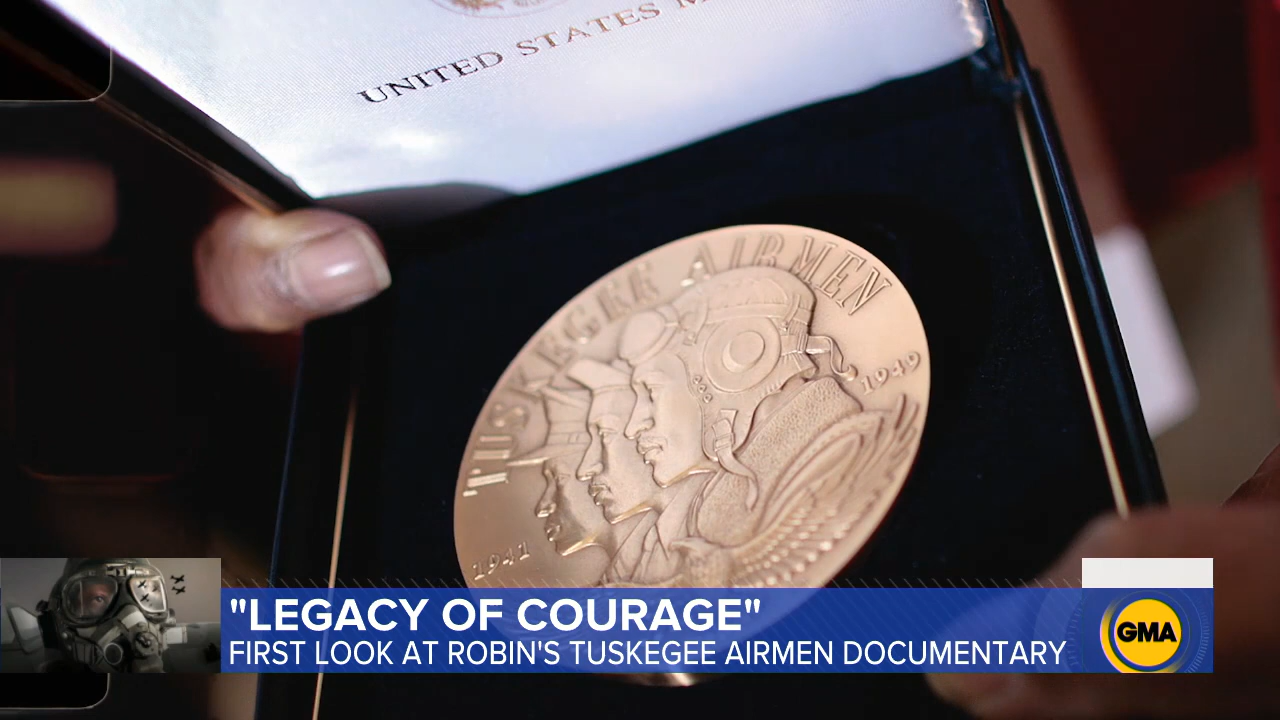 UNITED STATES
TUSKEGEE AIRMEN
1949
1941
"LEGACY OF COURAGE"
FIRST LOOK AT ROBIN'S TUSKEGEE AIRMEN DOCUMENTARY
GMA